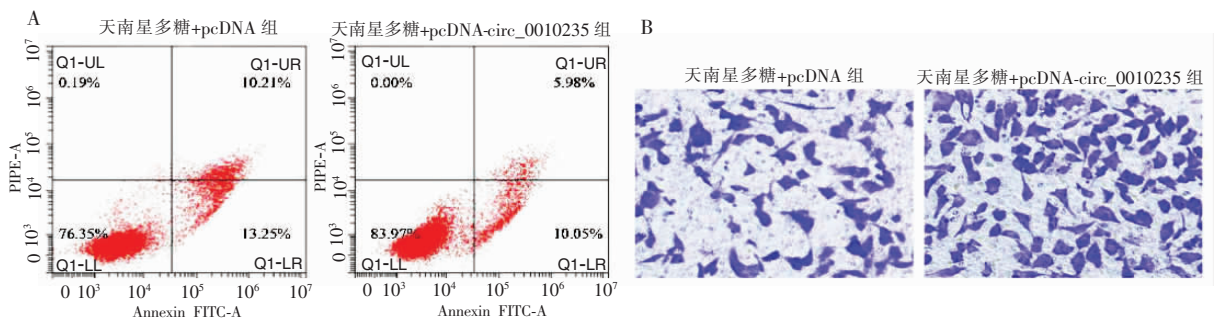 A
天南星多糖+pcDNA 组
天南星多糖+pcDNA-circ_0010235 组
Q1-UL
0.19%
Q1-UR
10.21%
76.35%
Q1-LL
13.25%
Q1-LR
PIPE-A
10^7
10^6
10^5
10^4
10^3
0
0 10^3 10^4 10^5 10^6 10^7
Annexin FITC-A
Q1-UL
0.00%
Q1-UR
5.98%
83.97%
Q1-LL
10.05%
Q1-LR
PIPE-A
10^7
10^6
10^5
10^4
10^3
0
0 10^3 10^4 10^5 10^6 10^7
Annexin FITC-A
B
天南星多糖+pcDNA 组
天南星多糖+pcDNA-circ_0010235 组